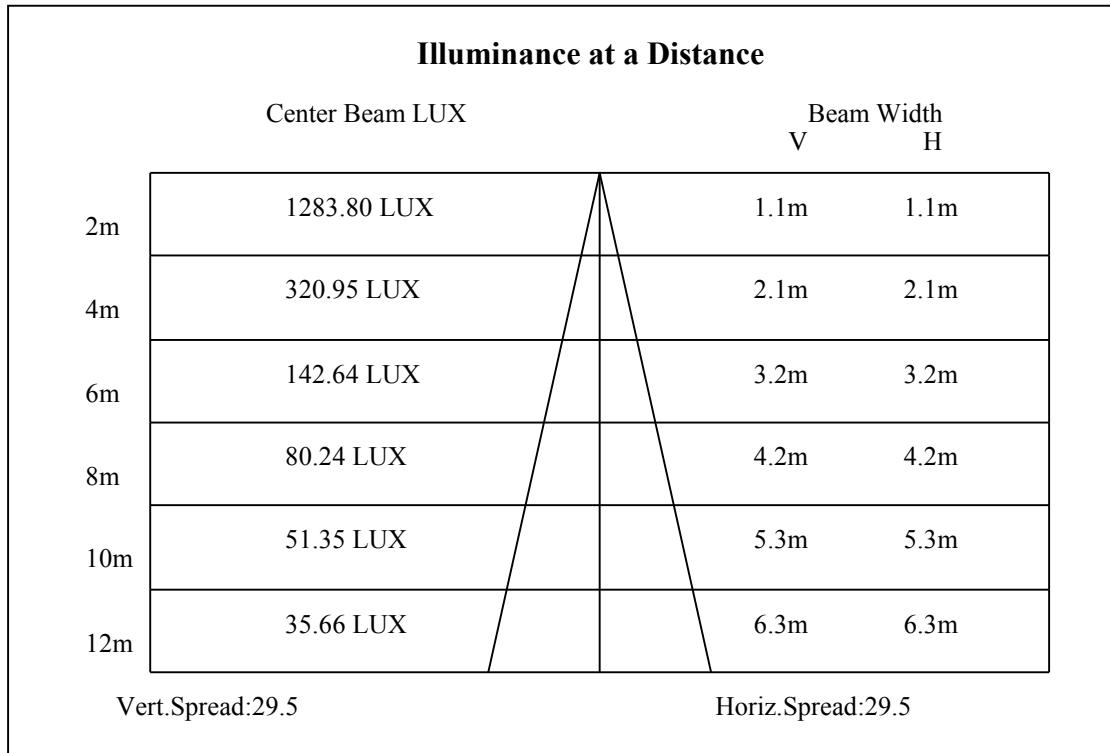 Illuminance at a Distance
Center Beam LUX Beam Width
V H
2m 1283.80 LUX 1.1m 1.1m
4m 320.95 LUX 2.1m 2.1m
6m 142.64 LUX 3.2m 3.2m
8m 80.24 LUX 4.2m 4.2m
10m 51.35 LUX 5.3m 5.3m
12m 35.66 LUX 6.3m 6.3m
Vert.Spread:29.5 Horiz.Spread:29.5